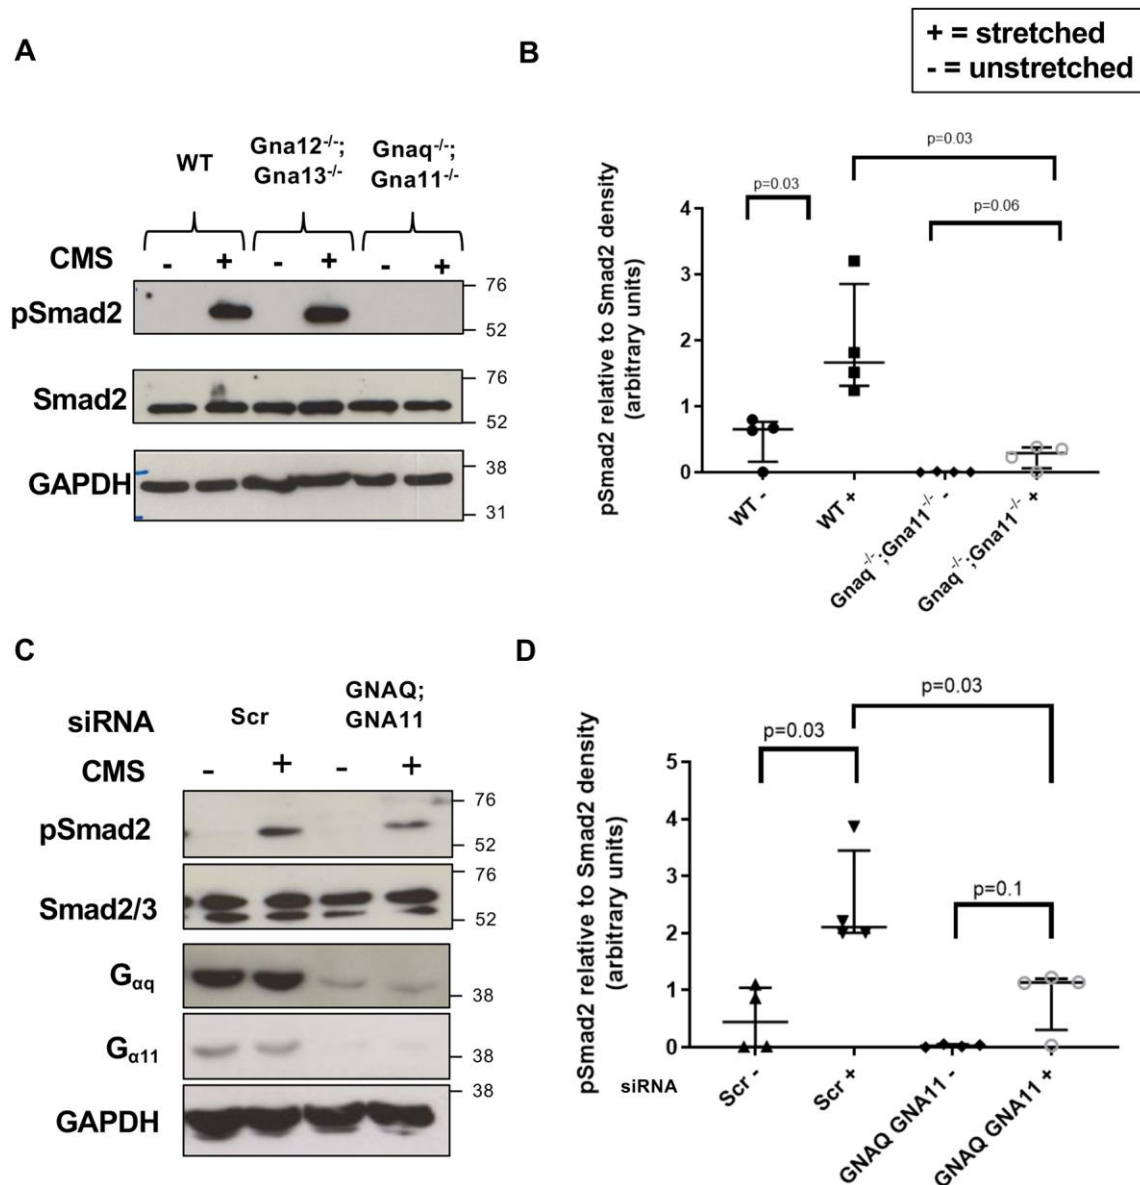 A
B
+ = stretched
- = unstretched
WT
Gna12-/-;
Gna13-/-
Gnaq-/-;
Gna11-/-
CMS
- + - + - +
pSmad2
76
52
Smad2
76
52
GAPDH
38
31
pSmad2 relative to Smad2 density
(arbitrary units)
p=0.03
p=0.03
p=0.06
4
3
2
1
0
WT -
WT +
Gnaq-/-;Gna11-/- -
Gnaq-/-;Gna11-/- +
C
D
siRNA
Scr
GNAQ;
GNA11
CMS
- + - +
pSmad2
76
52
Smad2/3
76
52
Gαq
38
Gα11
38
GAPDH
38
pSmad2 relative to Smad2 density
(arbitrary units)
p=0.03
p=0.03
p=0.1
5
4
3
2
1
0
siRNA
Scr -
Scr +
GNAQ GNA11 -
GNAQ GNA11 +